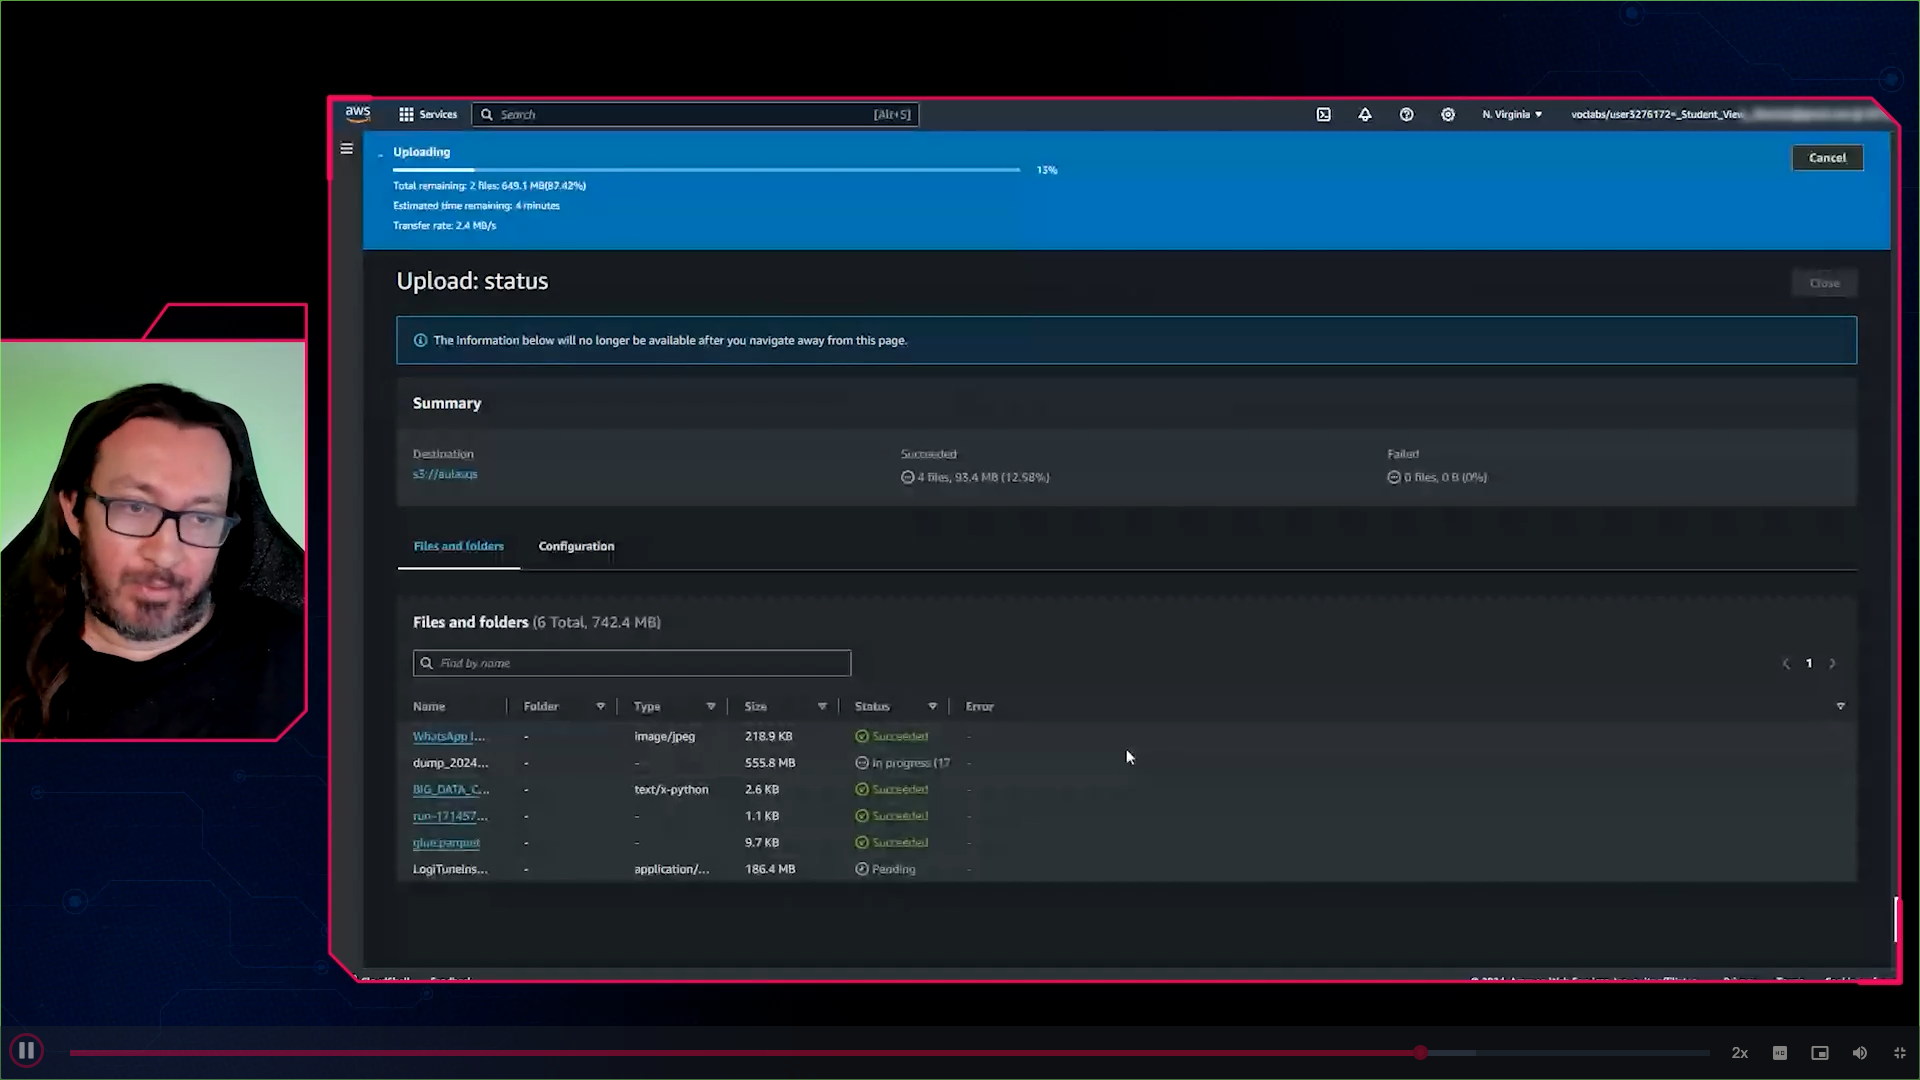 aws Services Search [Alt+S] N. Virginia voclabs/user3276172=_Student_View
Uploading
13%
Cancel
Total remaining: 2 files: 649.1 MB(87.42%)
Estimated time remaining: 4 minutes
Transfer rate: 2.4 MB/s
Upload: status
Close
The information below will no longer be available after you navigate away from this page.
Summary
Destination Succeeded Failed
s3://aulasqs 4 files, 93.4 MB (12.58%) 0 files, 0 B (0%)
Files and folders Configuration
Files and folders (6 Total, 742.4 MB)
Find by name
1
Name Folder Type Size Status Error
WhatsApp I... - image/jpeg 218.9 KB Succeeded -
dump_2024... - - 555.8 MB In progress (17 -
BIG_DATA_C... - text/x-python 2.6 KB Succeeded -
run-171457... - - 1.1 KB Succeeded -
glue.parquet - - 9.7 KB Succeeded -
LogiTuneIns... - application/... 186.4 MB Pending -
2x HD